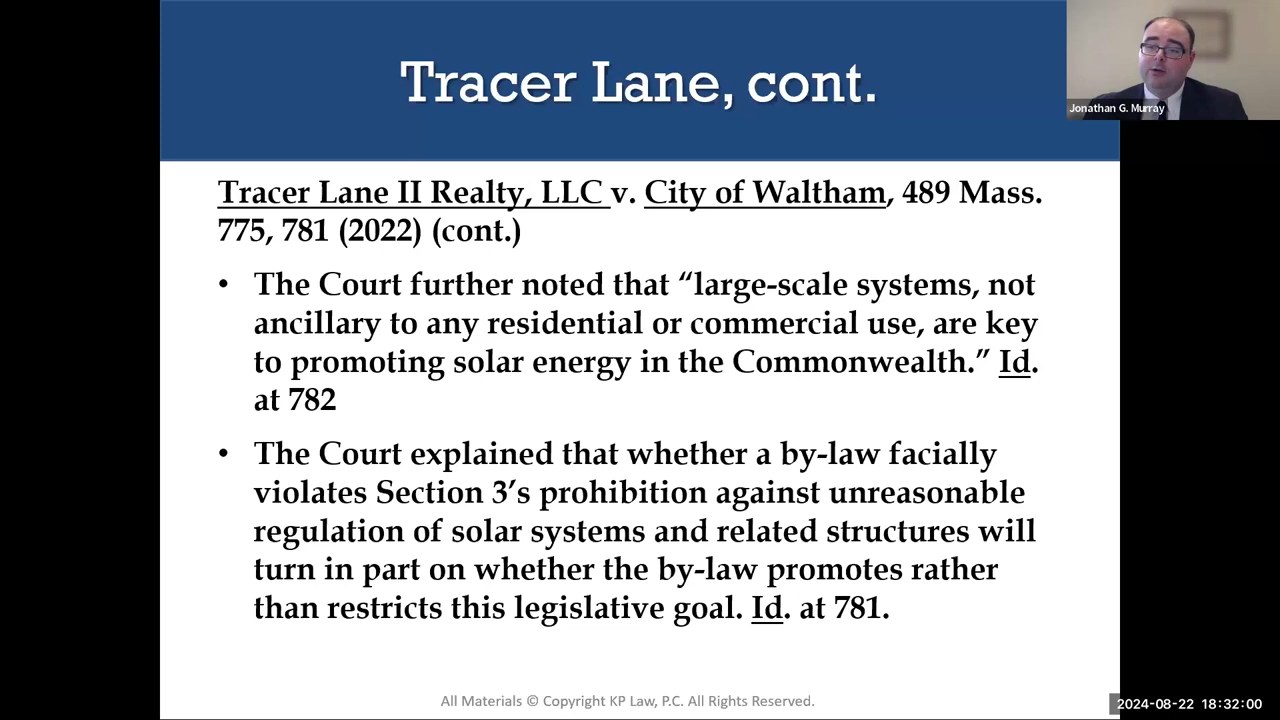 Tracer Lane, cont.
Jonathan G. Murray
Tracer Lane II Realty, LLC v. City of Waltham, 489 Mass.
775, 781 (2022) (cont.)
• The Court further noted that “large-scale systems, not
ancillary to any residential or commercial use, are key
to promoting solar energy in the Commonwealth.” Id.
at 782
• The Court explained that whether a by-law facially
violates Section 3’s prohibition against unreasonable
regulation of solar systems and related structures will
turn in part on whether the by-law promotes rather
than restricts this legislative goal. Id. at 781.
All Materials © Copyright KP Law, P.C. All Rights Reserved.
2024-08-22 18:32:00